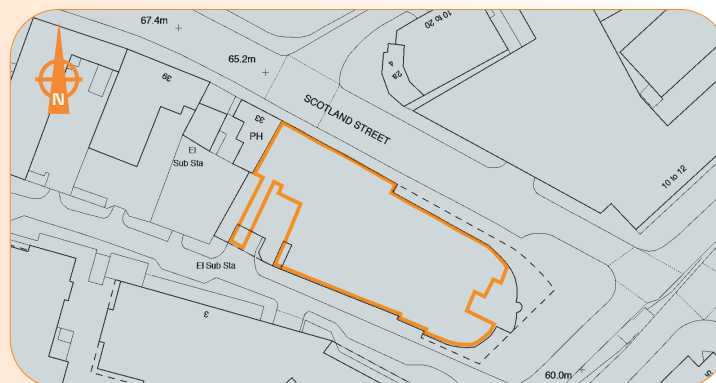 67.4m
65.2m
10 to 20
2a
4
39
33
SCOTLAND STREET
PH
El
Sub Sta
N
10 to 12
El Sub Sta
3
60.0m